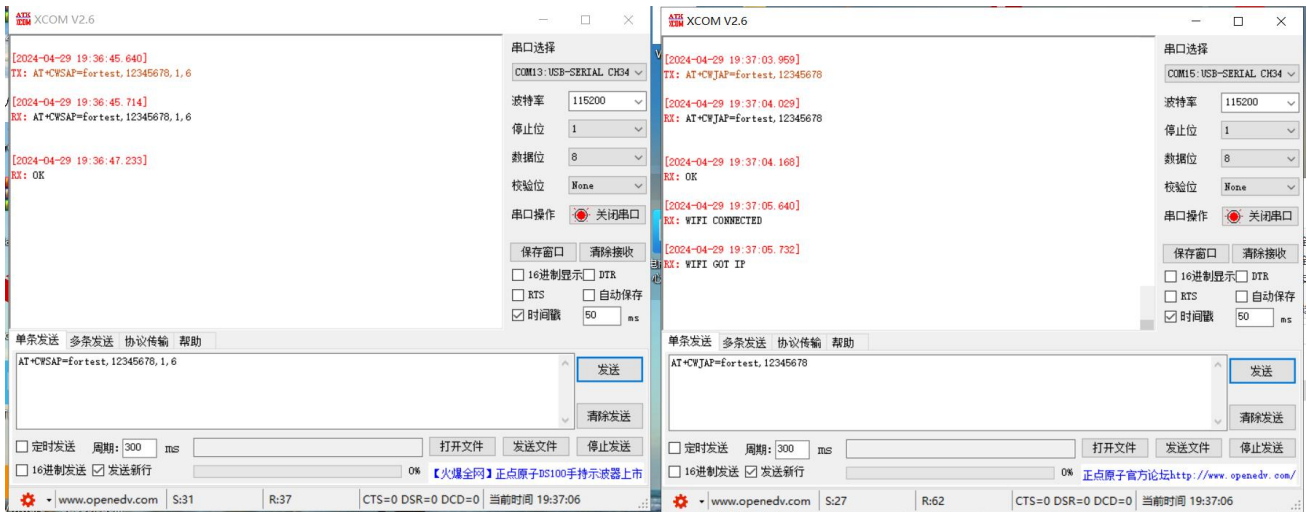 XCOM V2.6
[2024-04-29 19:36:45.640]
TX: AT+CWSAP=fortest,12345678,1,6
[2024-04-29 19:36:45.714]
RX: AT+CWSAP=fortest,12345678,1,6
[2024-04-29 19:36:47.233]
RX: OK
串口选择
COM13:USB-SERIAL CH34
波特率 115200
停止位 1
数据位 8
校验位 None
串口操作 关闭串口
保存窗口 清除接收
16进制显示 DTR
RTS 自动保存
时间戳 50 ms
单条发送 多条发送 协议传输 帮助
AT+CWSAP=fortest,12345678,1,6
发送
清除发送
定时发送 周期: 300 ms 打开文件 发送文件 停止发送
16进制发送 发送新行 0% 【火爆全网】正点原子DS100手持示波器上市
www.openedv.com S:31 R:37 CTS=0 DSR=0 DCD=0 当前时间 19:37:06
XCOM V2.6
[2024-04-29 19:37:03.959]
TX: AT+CWJAP=fortest,12345678
[2024-04-29 19:37:04.029]
RX: AT+CWJAP=fortest,12345678
[2024-04-29 19:37:04.168]
RX: OK
[2024-04-29 19:37:05.640]
RX: WIFI CONNECTED
[2024-04-29 19:37:05.732]
RX: WIFI GOT IP
串口选择
COM15:USB-SERIAL CH34
波特率 115200
停止位 1
数据位 8
校验位 None
串口操作 关闭串口
保存窗口 清除接收
16进制显示 DTR
RTS 自动保存
时间戳 50 ms
单条发送 多条发送 协议传输 帮助
AT+CWJAP=fortest,12345678
发送
清除发送
定时发送 周期: 300 ms 打开文件 发送文件 停止发送
16进制发送 发送新行 0% 正点原子官方论坛http://www.openedv.com/
www.openedv.com S:27 R:62 CTS=0 DSR=0 DCD=0 当前时间 19:37:06